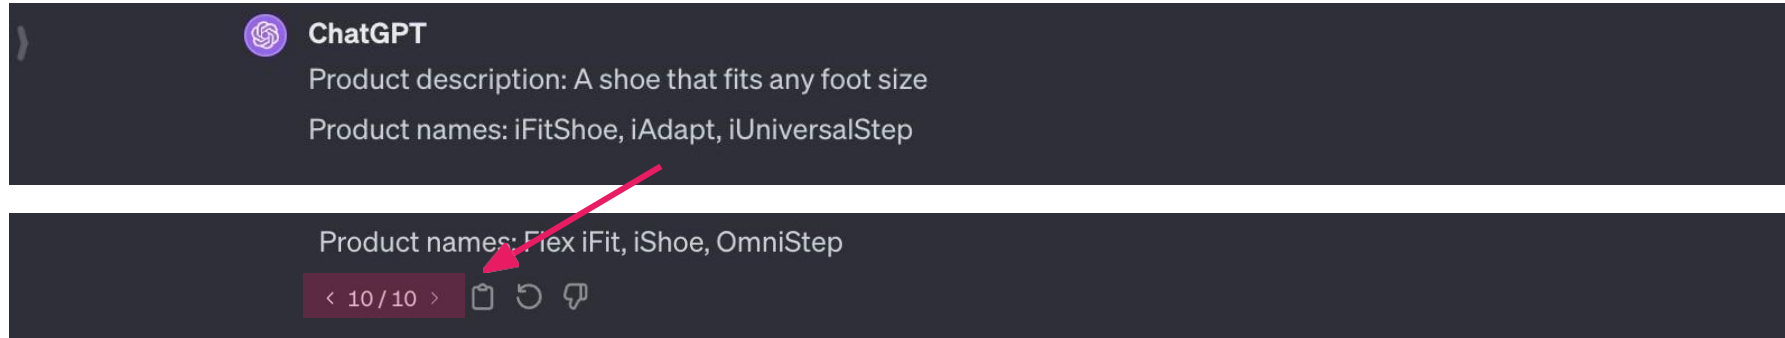 ChatGPT
Product description: A shoe that fits any foot size
Product names: iFitShoe, iAdapt, iUniversalStep
Product names: Flex iFit, iShoe, OmniStep
< 10 / 10 >